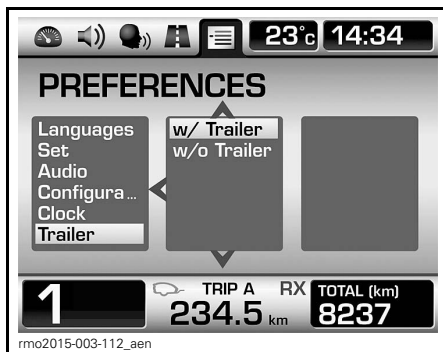 23°c 14:34
PREFERENCES
Languages
Set
Audio
Configura...
Clock
Trailer
w/ Trailer
w/o Trailer
1
TRIP A
234.5 km
RX
TOTAL (km)
8237
rmo2015-003-112_aen